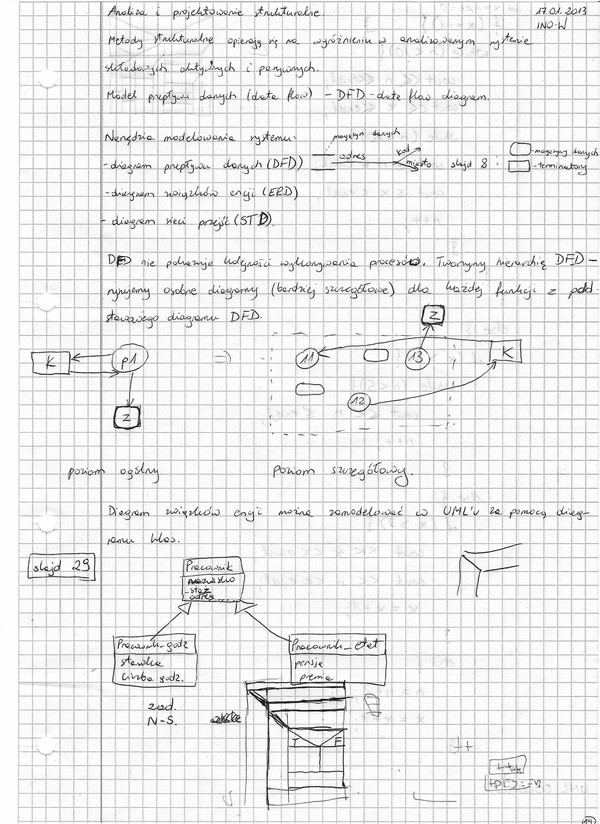 Analiza i projektowanie strukturalne.
17.01.2013
INO-W
Metody strukturalne opierają się na wyróżnieniu w analizowanym systemie
składowych aktywnych i pasywnych.
Model przepływu danych (data flow) - DFD - data flow diagram.
Narzędzia modelowania systemu:
magazyn danych
- diagram przepływu danych (DFD)
adres
kod
miasto
slajd 8:
- magazyny danych
- terminatory
- diagram związków encji (ERD)
- diagram sieci przejść (STD).
DFD nie pokazuje kolejności wykonywania procesów. Tworzymy hierarchię DFD -
rysujemy osobne diagramy (bardziej szczegółowe) dla każdej funkcji z pod-
stawowego diagramu DFD.
Z
K
p1
=>
11
13
K
12
Z
poziom ogólny
poziom szczegółowy.
Diagram związków encji można zamodelować w UML'u za pomocą diag-
ramu klas.
slajd 29
Pracownik
nazwisko
staż
adres
Pracownik_godz
stawka
liczba godz.
Pracownik_etat
pensja
premia
zad.
N-S.
T
F
++